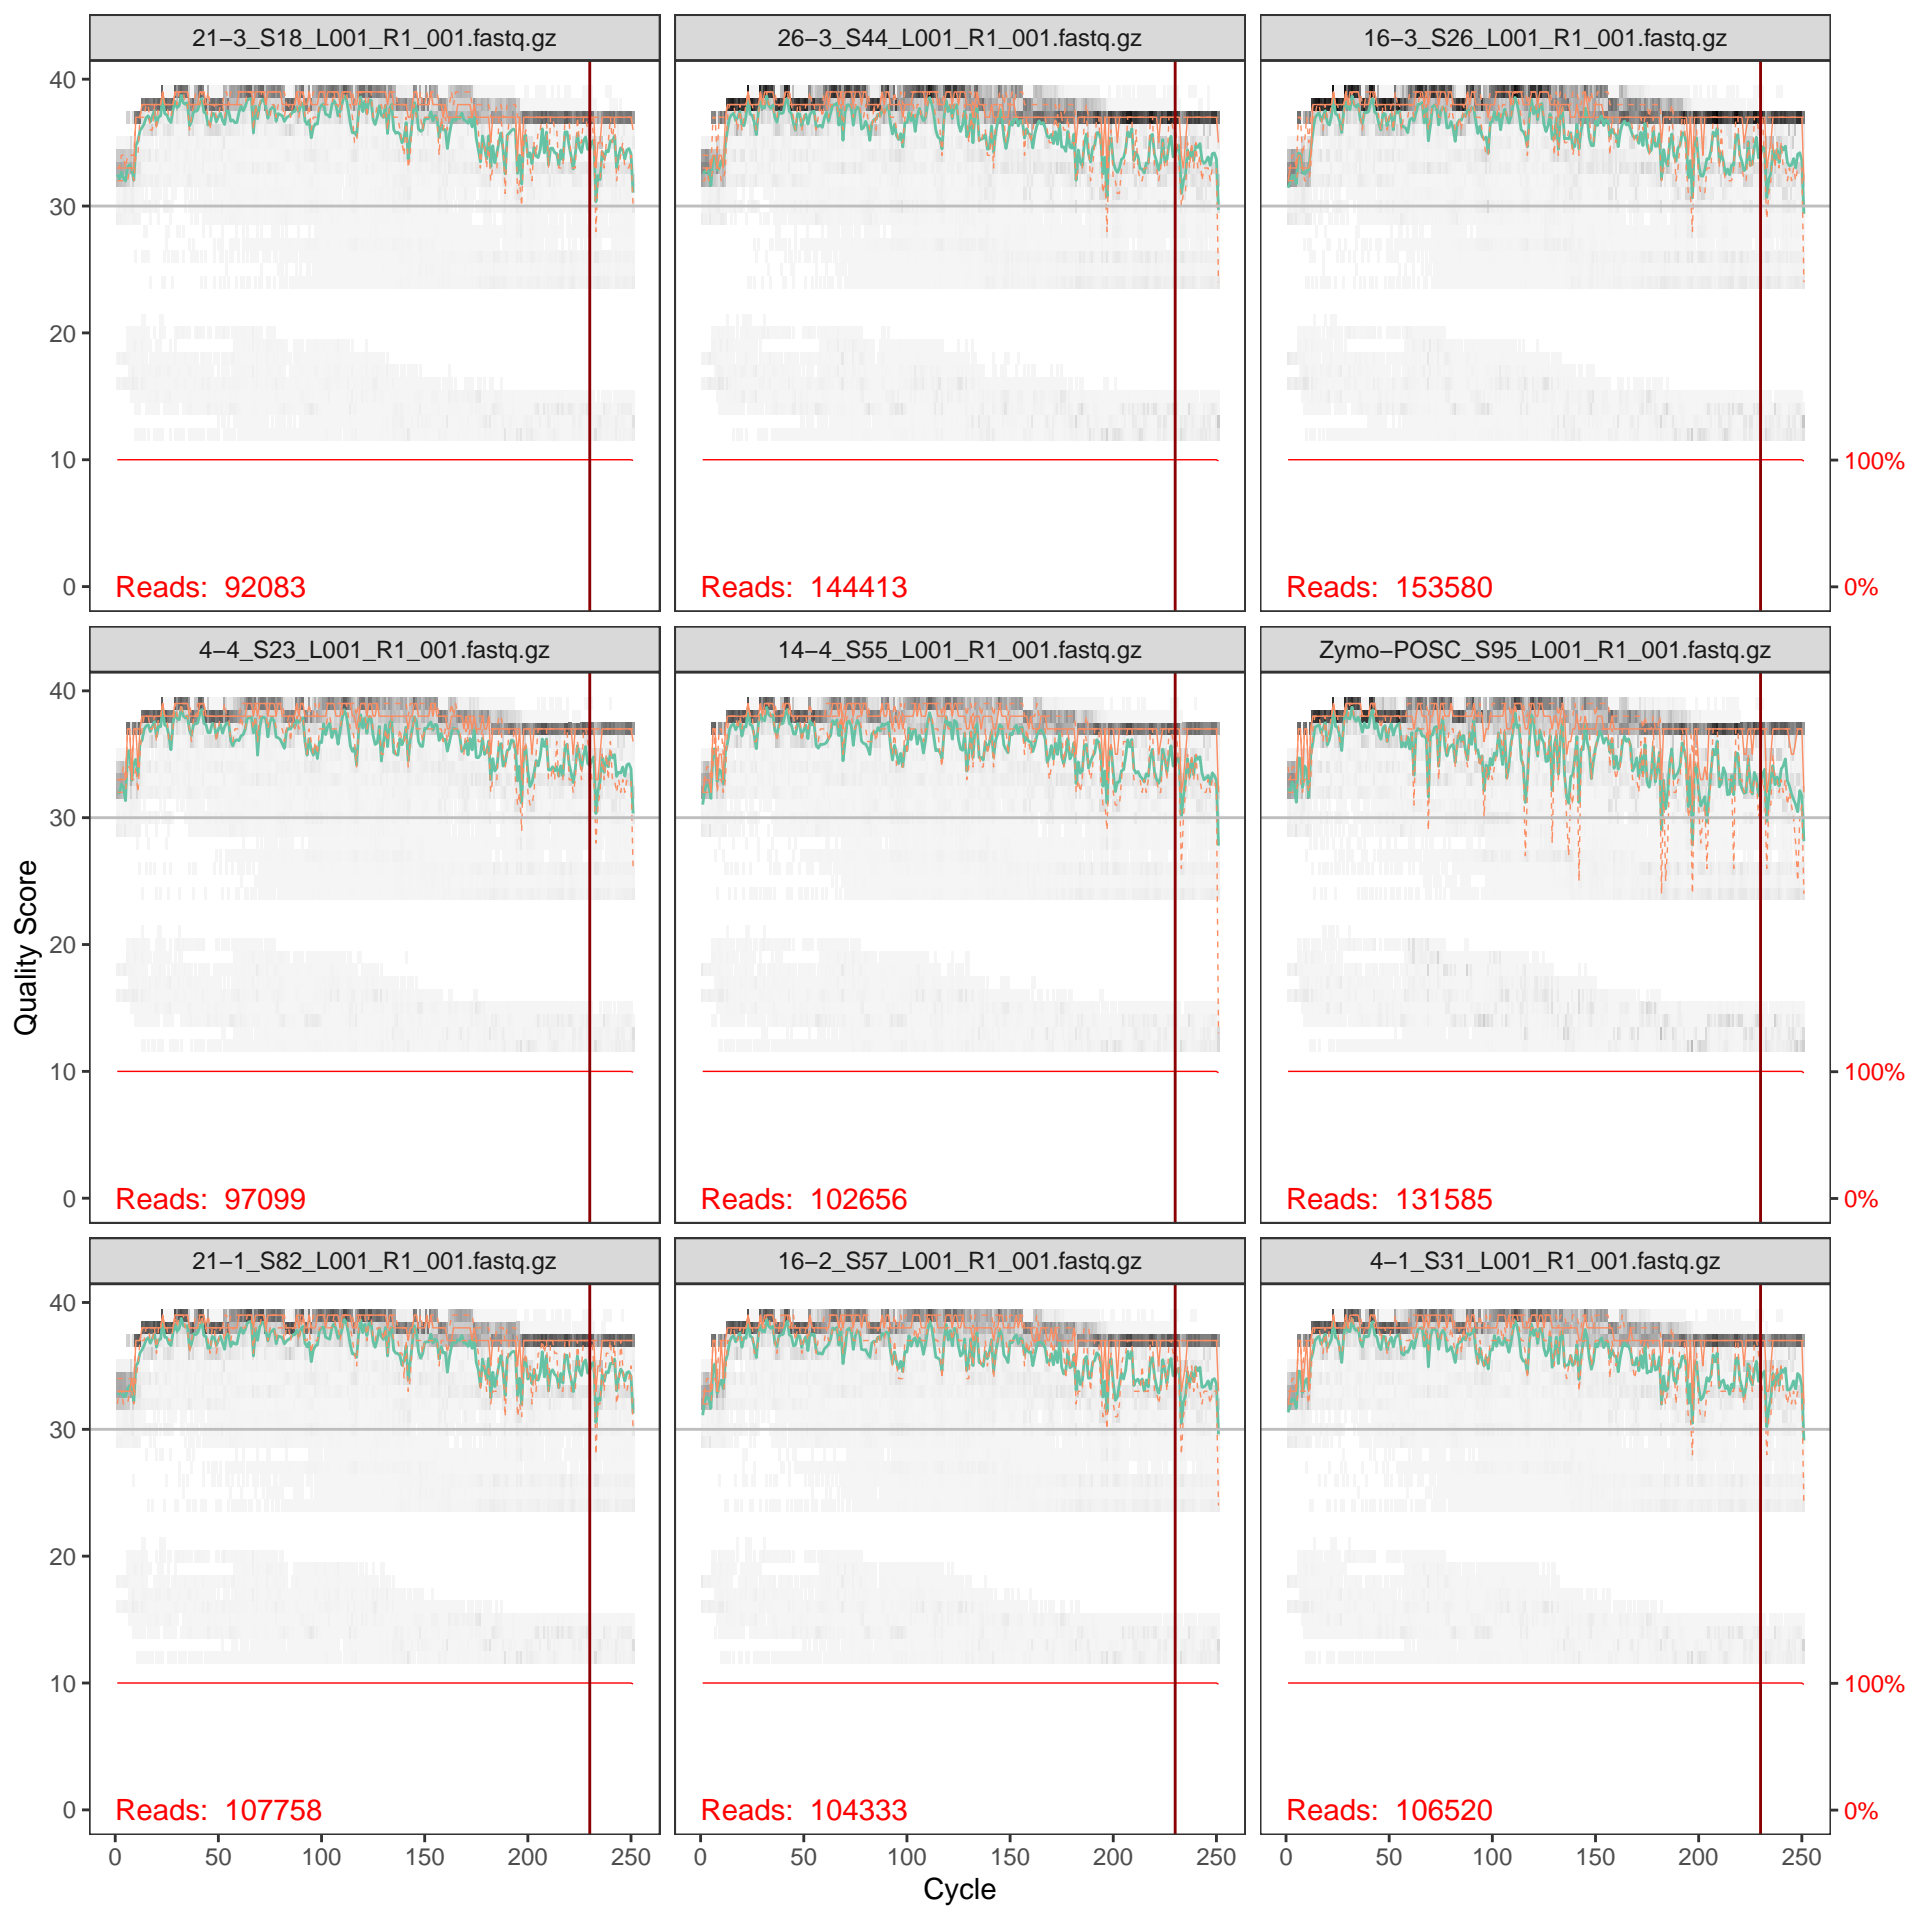 21−3_S18_L001_R1_001.fastq.gz
26−3_S44_L001_R1_001.fastq.gz
16−3_S26_L001_R1_001.fastq.gz
40
30
20
10
0
100%
0%
Reads: 92083
Reads: 144413
Reads: 153580
4−4_S23_L001_R1_001.fastq.gz
14−4_S55_L001_R1_001.fastq.gz
Zymo−POSC_S95_L001_R1_001.fastq.gz
Quality Score
40
30
20
10
0
100%
0%
Reads: 97099
Reads: 102656
Reads: 131585
21−1_S82_L001_R1_001.fastq.gz
16−2_S57_L001_R1_001.fastq.gz
4−1_S31_L001_R1_001.fastq.gz
40
30
20
10
0
100%
0%
Reads: 107758
Reads: 104333
Reads: 106520
0 50 100 150 200 250
0 50 100 150 200 250
0 50 100 150 200 250
Cycle